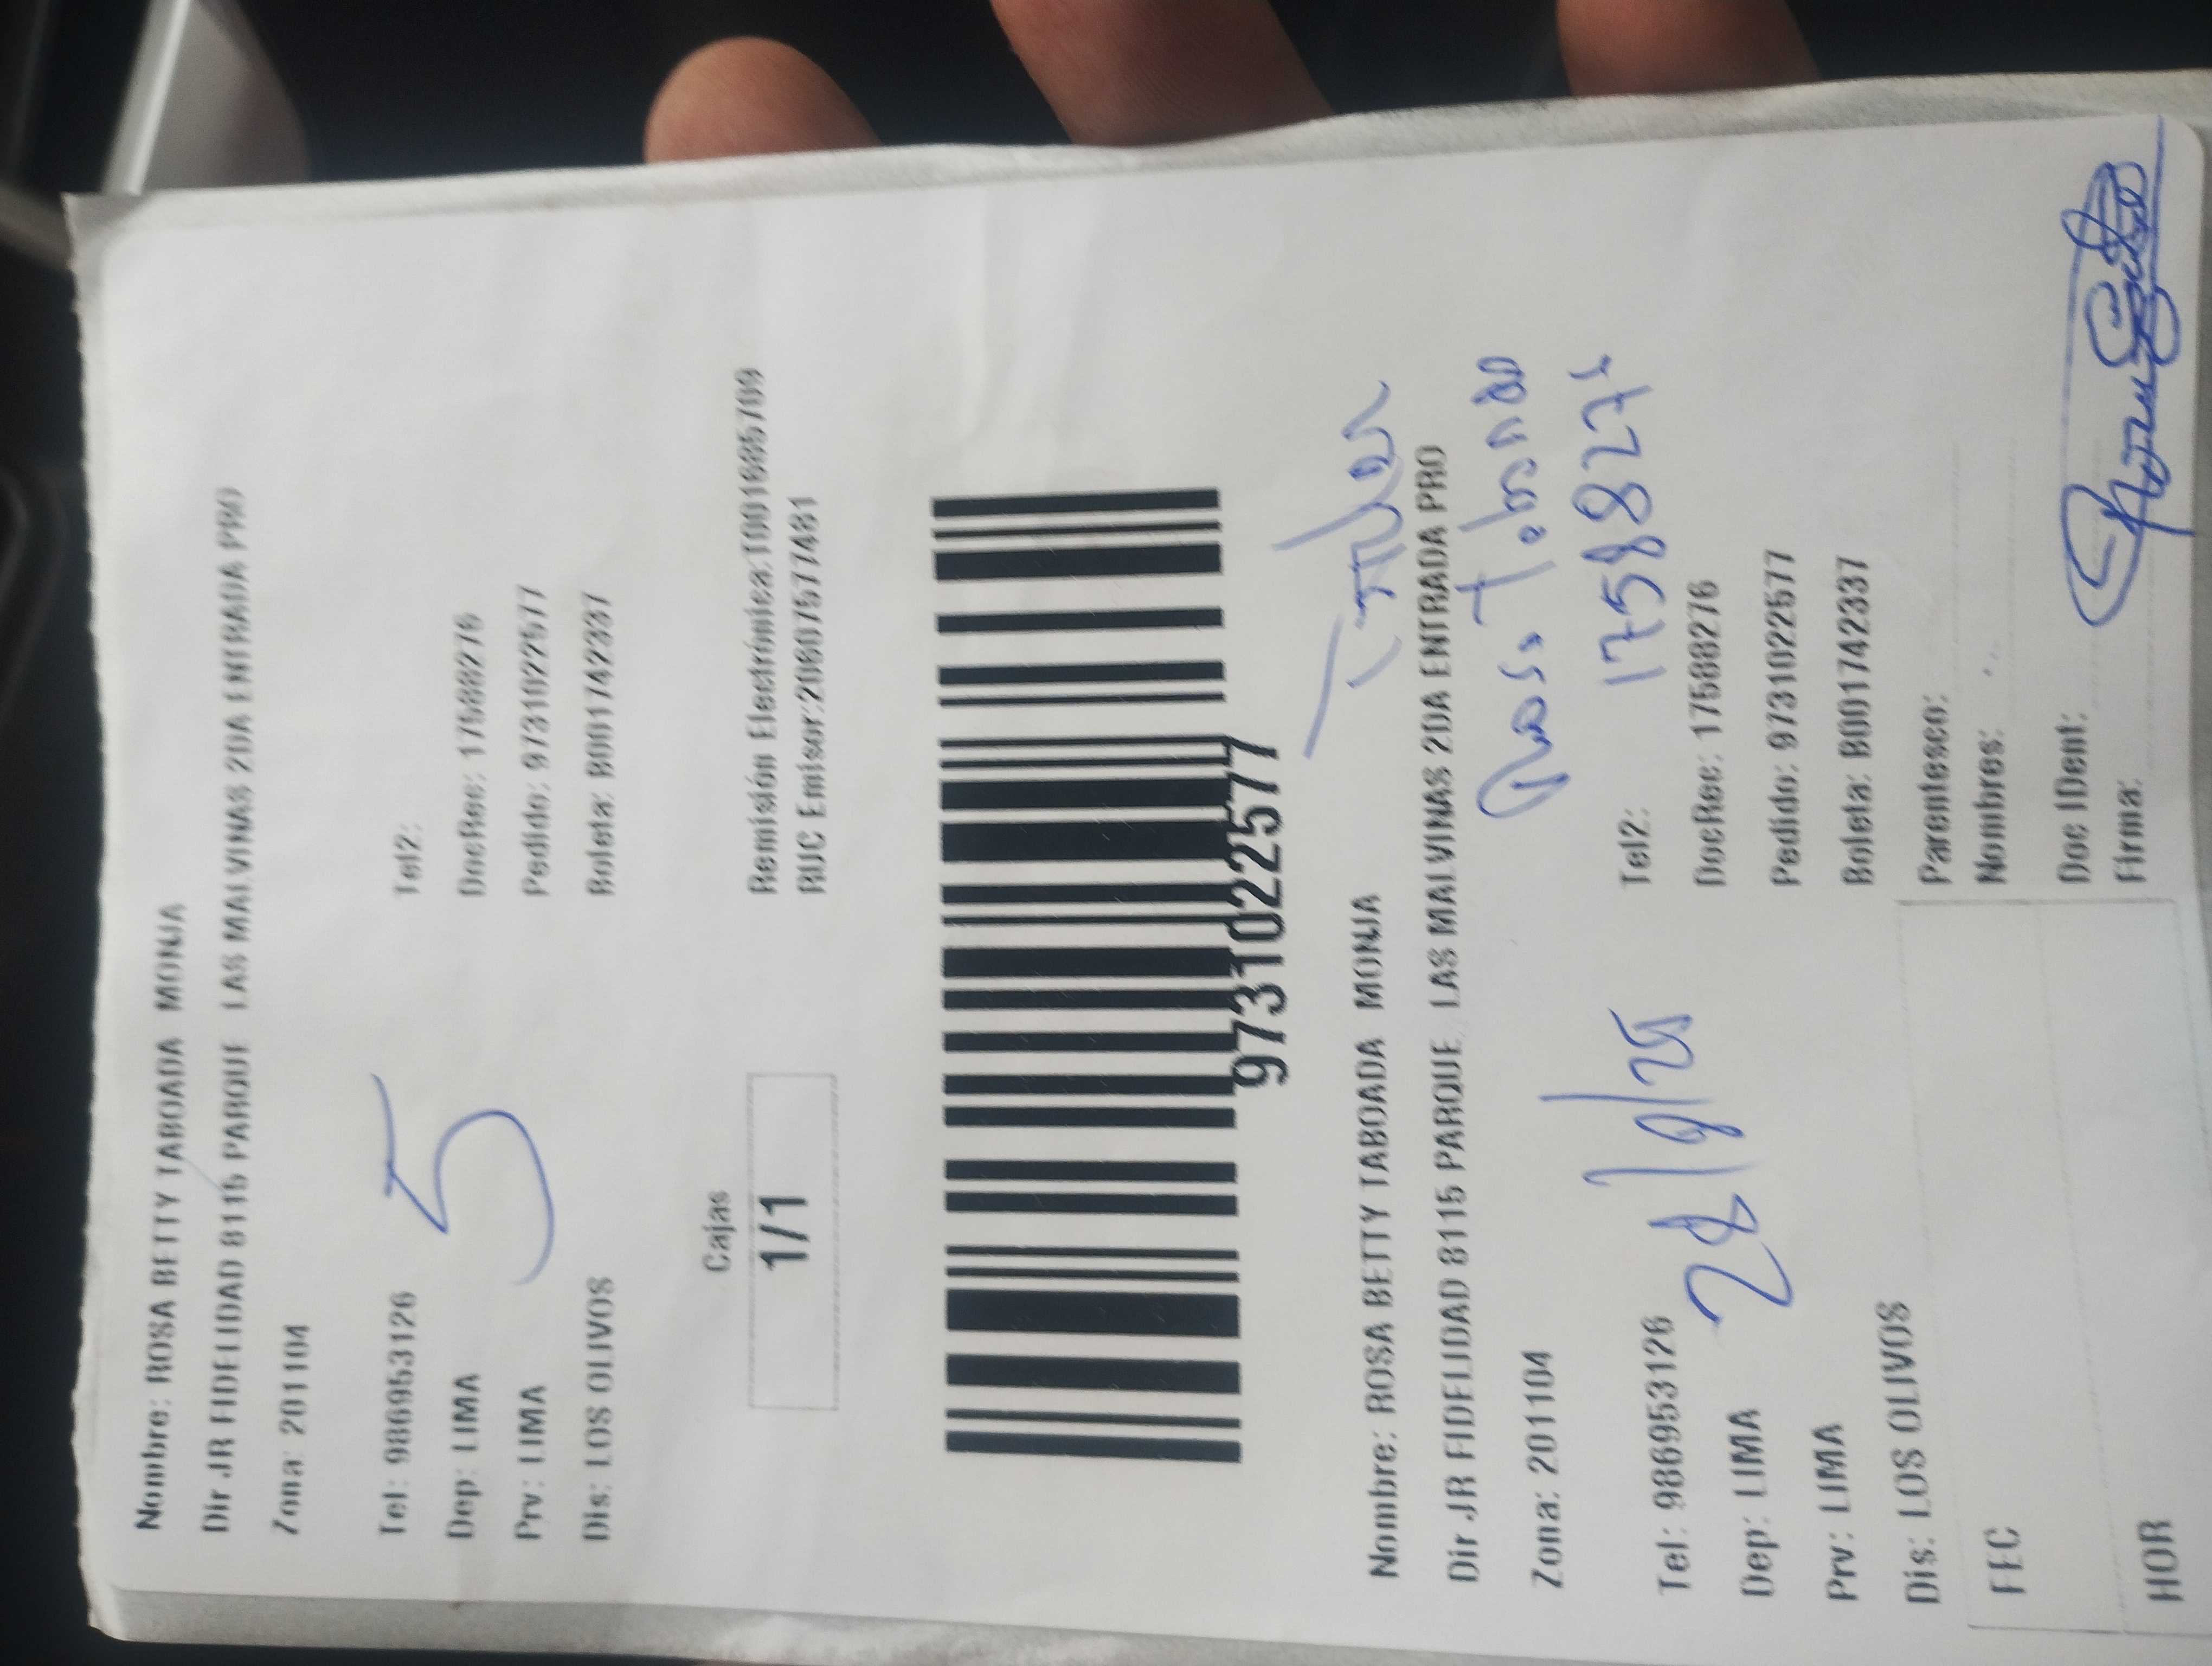 Nombre: ROSA BETTY TABOADA MONJA
Dir JR FIDELIDAD 8115 PARQUE LAS MALVINAS 2DA ENTRADA PRO
Zona: 201104
Tel: 986953126
Tel2:
Dep: LIMA
DocRec: 17588276
Prv: LIMA
Pedido: 9731022577
Dis: LOS OLIVOS
Boleta: B001742337
5
Cajas
1/1
Remisión Electrónica:T0016885709
RUC Emisor:20607577481
9731022577
Titular
Nombre: ROSA BETTY TABOADA MONJA
Dir JR FIDELIDAD 8115 PARQUE LAS MALVINAS 2DA ENTRADA PRO
Rosa Taboada
Zona: 201104
17588276
Tel: 986953126
Tel2:
28/9/25
DocRec: 17588276
Dep: LIMA
Pedido: 9731022577
Prv: LIMA
Boleta: B001742337
Dis: LOS OLIVOS
Parentesco:
FEC
Nombres:
Doc IDent:
HOR
Firma: